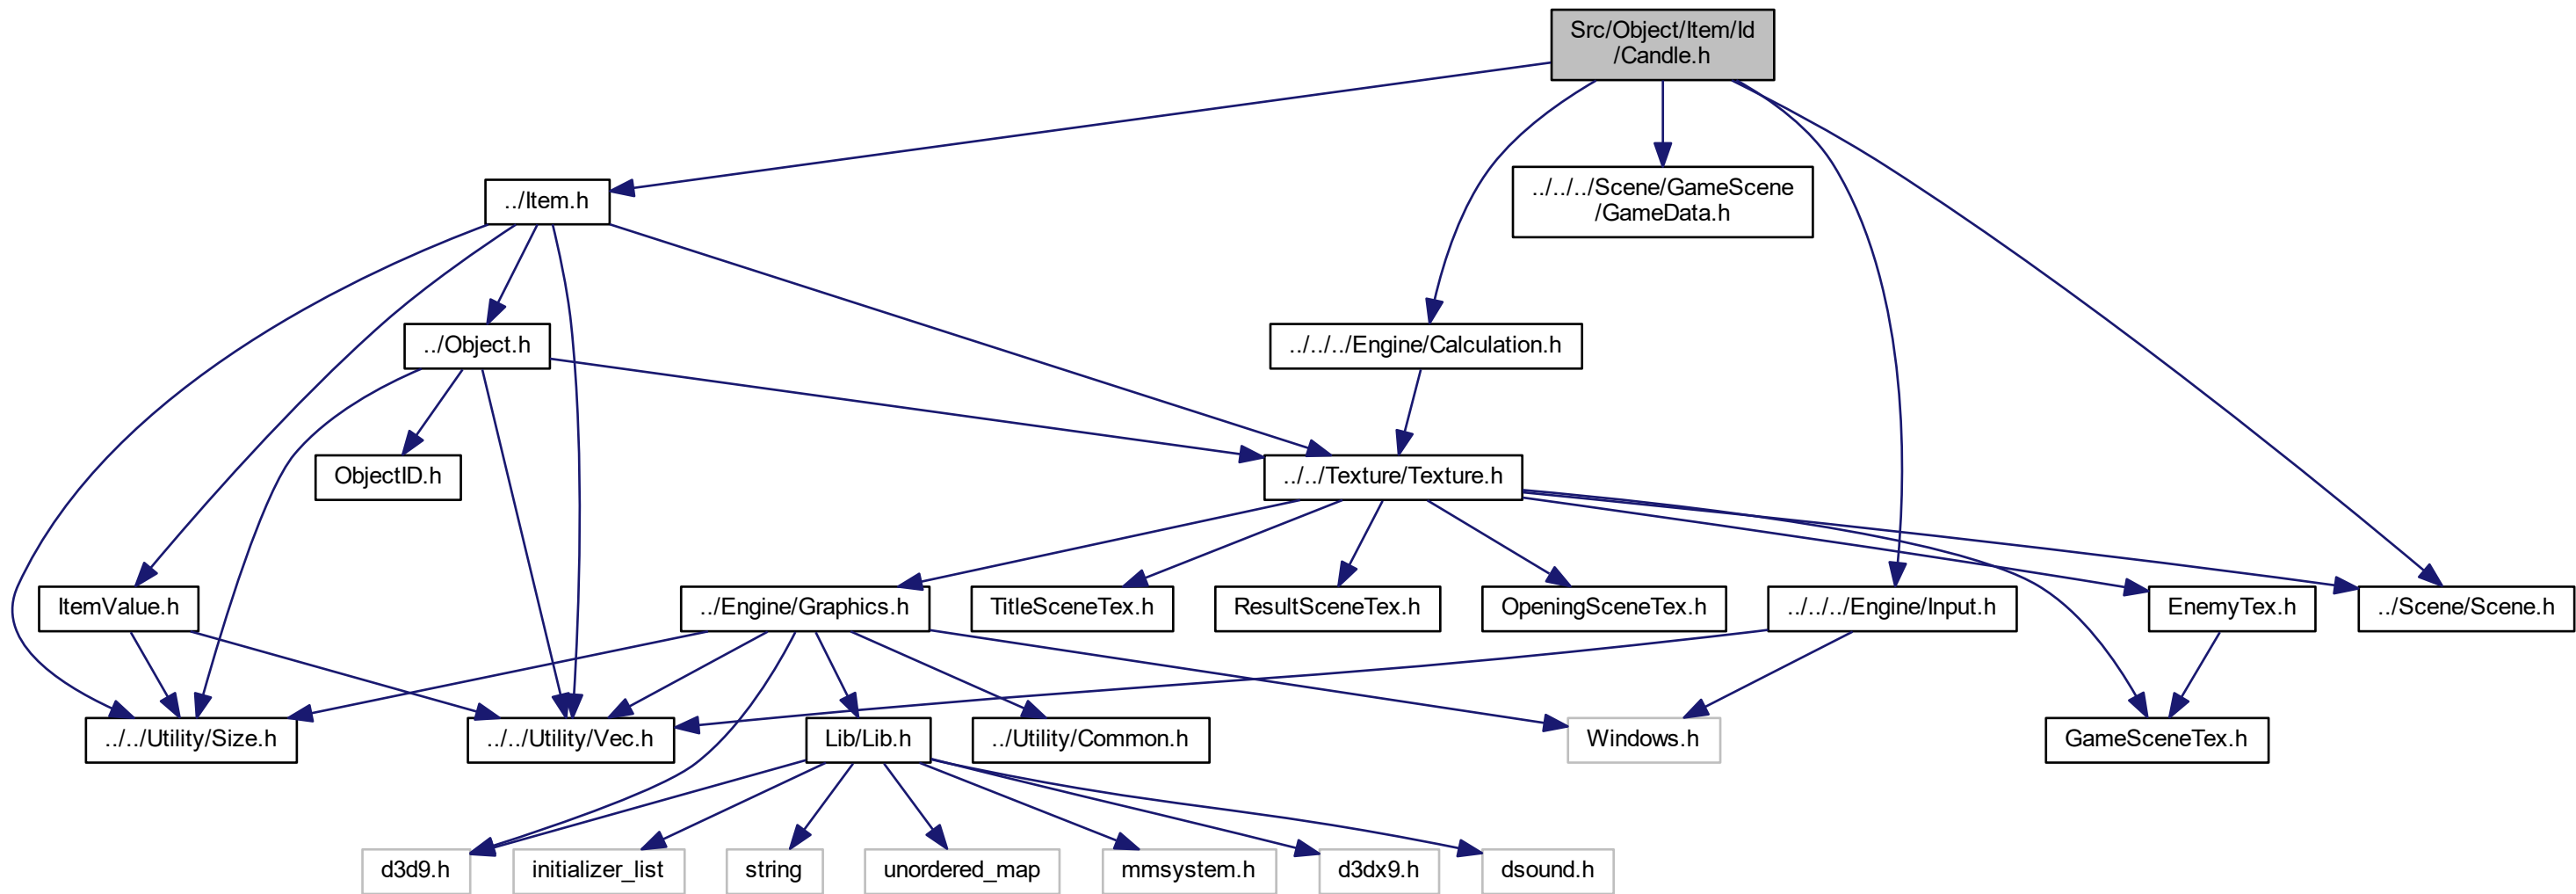 Src/Object/Item/Id
/Candle.h
../Item.h
../../../Scene/GameScene
/GameData.h
../Object.h
../../../Engine/Calculation.h
ObjectID.h
../../Texture/Texture.h
ItemValue.h
../Engine/Graphics.h
TitleSceneTex.h
ResultSceneTex.h
OpeningSceneTex.h
../../../Engine/Input.h
EnemyTex.h
../Scene/Scene.h
../../Utility/Size.h
../../Utility/Vec.h
Lib/Lib.h
../Utility/Common.h
Windows.h
GameSceneTex.h
d3d9.h
initializer_list
string
unordered_map
mmsystem.h
d3dx9.h
dsound.h